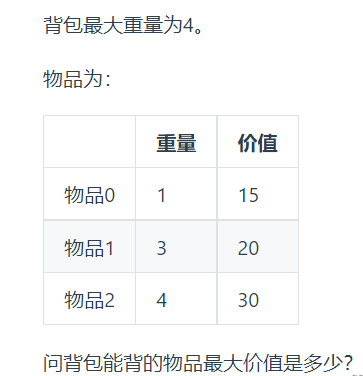 背包最大重量为4。
物品为：
重量 价值
物品0 1 15
物品1 3 20
物品2 4 30
问背包能背的物品最大价值是多少？